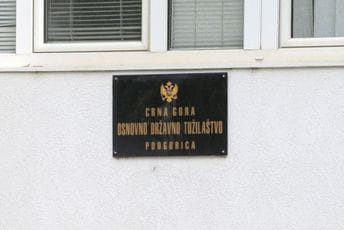 CRNA GORA
OSNOVNO DRŽAVNO TUŽILAŠTVO
PODGORICA